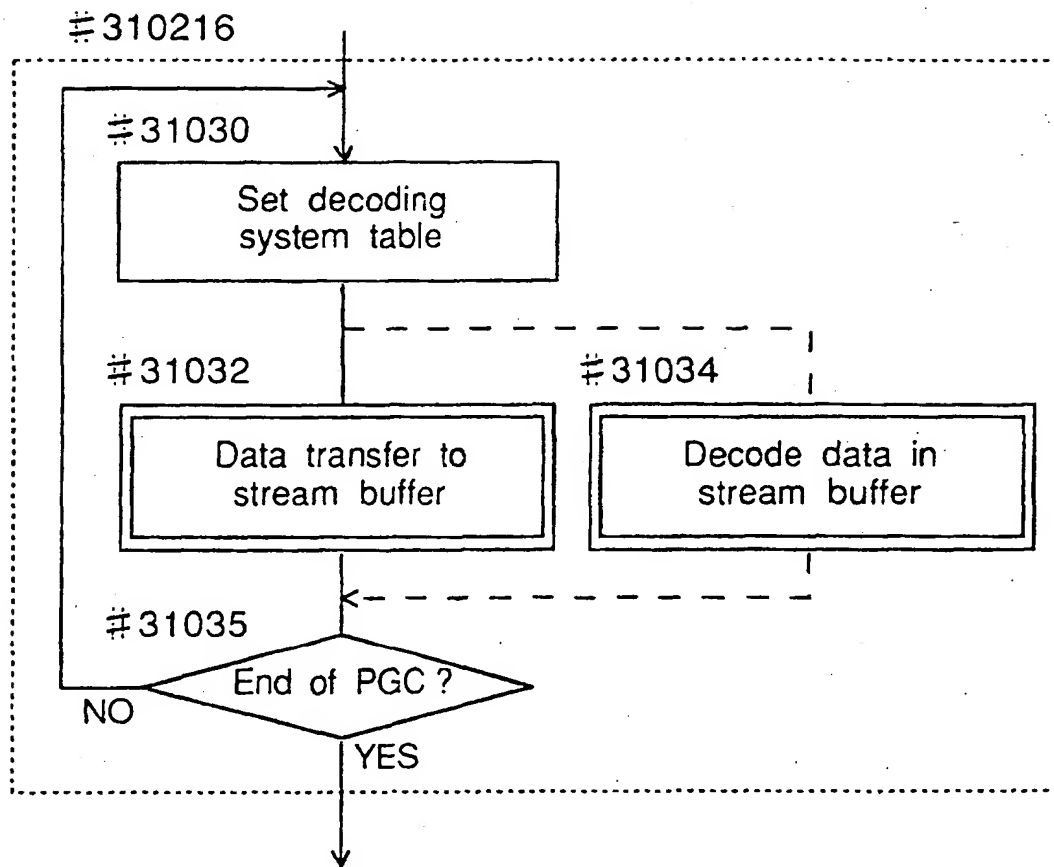 #310216
#31030
Set decoding
system table
#31032
#31034
Data transfer to
stream buffer
Decode data in
stream buffer
#31035
End of PGC ?
NO
YES